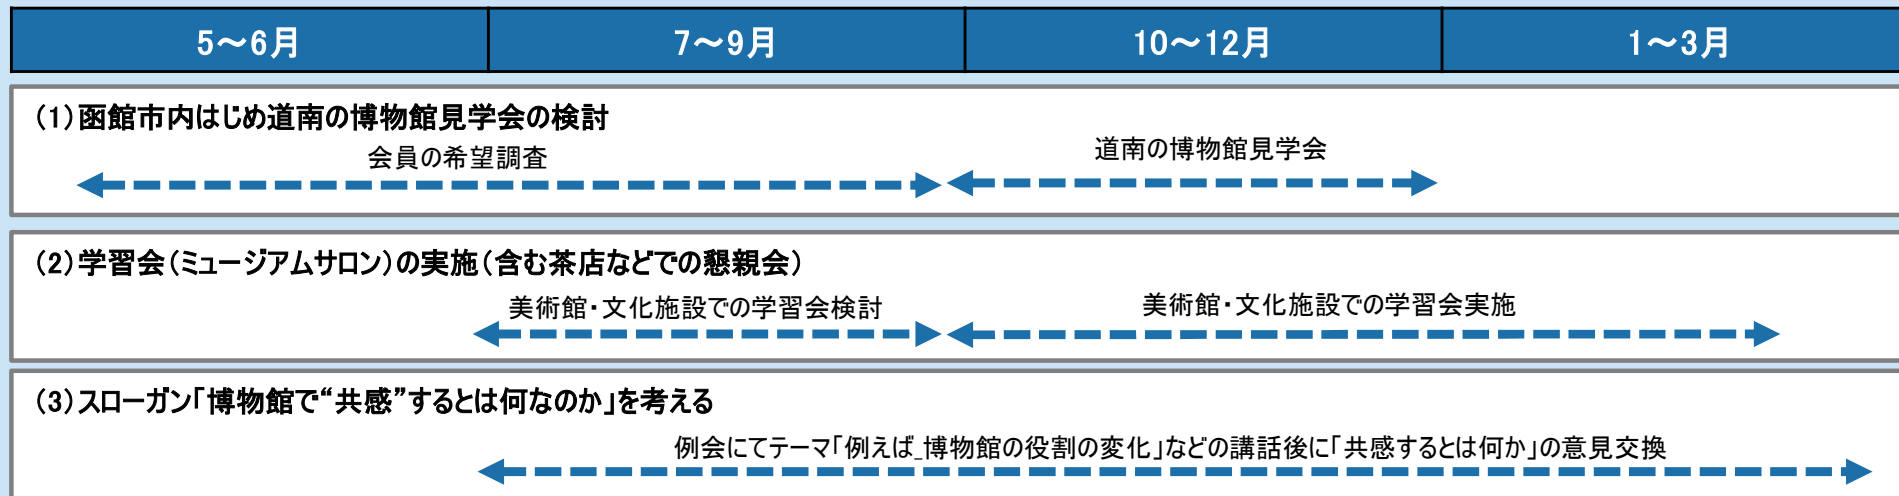 5～6月
7～9月
10～12月
1～3月
(1)函館市内はじめ道南の博物館見学会の検討
会員の希望調査
道南の博物館見学会
(2)学習会(ミュージアムサロン)の実施(含む茶店などでの懇親会)
美術館・文化施設での学習会検討
美術館・文化施設での学習会実施
(3)スローガン「博物館で“共感”するとは何なのか」を考える
例会にてテーマ「例えば_博物館の役割の変化」などの講話後に「共感するとは何か」の意見交換